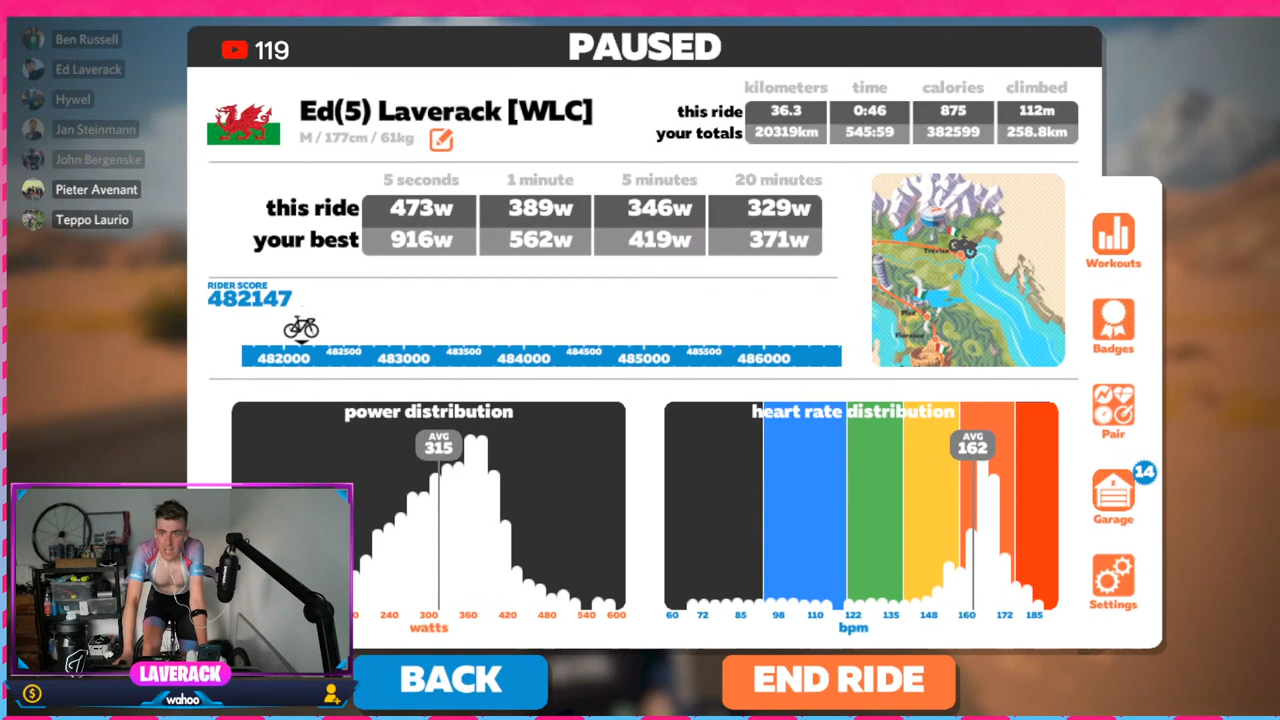 119
PAUSED
Ben Russell
Ed Laverack
Hywel
Jan Steinmann
John Bergenske
Pieter Avenant
Teppo Laurio
Ed(5) Laverack [WLC]
M / 177cm / 61kg
kilometers time calories climbed
this ride 36.3 0:46 875 112m
your totals 20319km 545:59 382599 258.8km
5 seconds 1 minute 5 minutes 20 minutes
this ride 473w 389w 346w 329w
your best 916w 562w 419w 371w
RIDER SCORE
482147
482000 482500 483000 483500 484000 484500 485000 485500 486000
Workouts
Badges
Pair
14
Garage
Settings
power distribution
AVG
315
240 300 360 420 480 540 600
watts
heart rate distribution
AVG
162
60 72 85 98 110 122 135 148 160 172 185
bpm
LAVERACK
wahoo
BACK
END RIDE